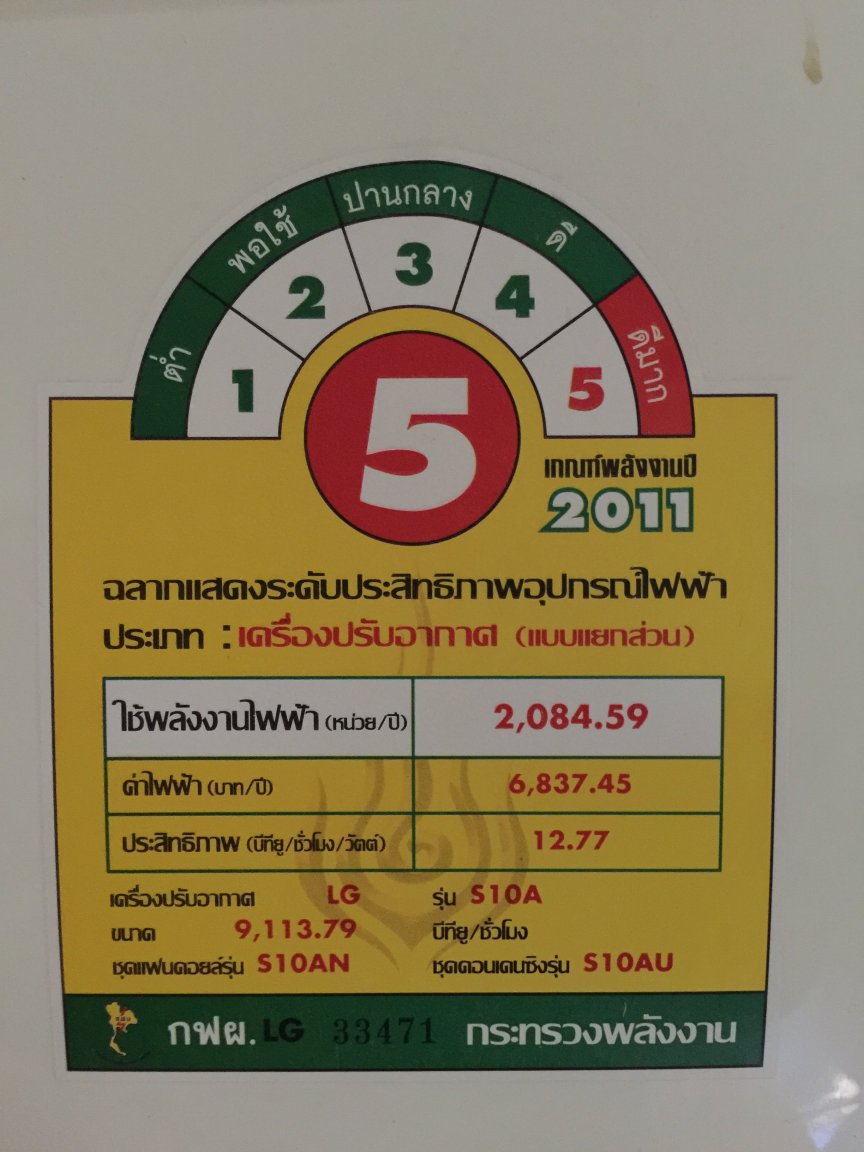 ต่ำ พอใช้ ปานกลาง ดี ดีมาก
1 2 3 4 5
5
เกณฑ์พลังงานปี
2011
ฉลากแสดงระดับประสิทธิภาพอุปกรณ์ไฟฟ้า
ประเภท : เครื่องปรับอากาศ (แบบแยกส่วน)
ใช้พลังงานไฟฟ้า (หน่วย/ปี) 2,084.59
ค่าไฟฟ้า (บาท/ปี) 6,837.45
ประสิทธิภาพ (บีทียู/ชั่วโมง/วัตต์) 12.77
เครื่องปรับอากาศ LG รุ่น S10A
ขนาด 9,113.79 บีทียู/ชั่วโมง
ชุดแฟนคอยล์รุ่น S10AN ชุดคอนเดนซิงรุ่น S10AU
กฟผ. LG 33471 กระทรวงพลังงาน